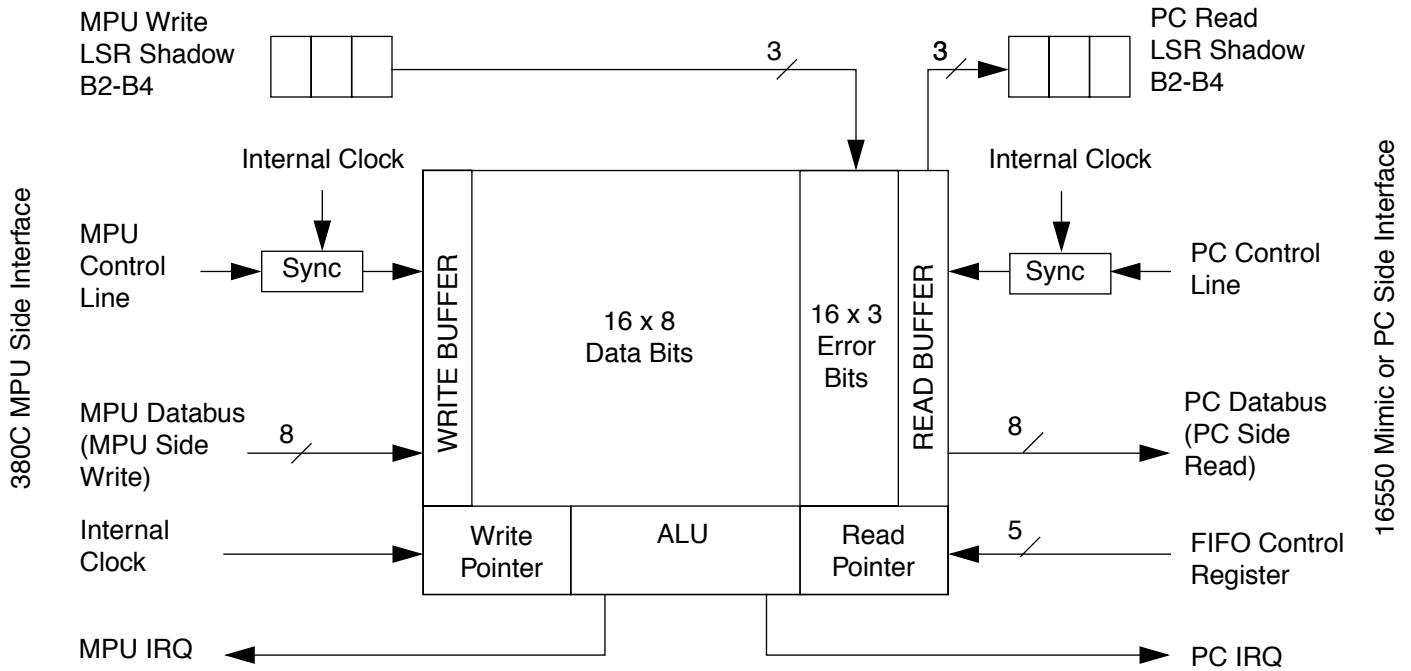 MPU Write
LSR Shadow
B2-B4
3
3
PC Read
LSR Shadow
B2-B4
Internal Clock
Internal Clock
380C MPU Side Interface
MPU
Control
Line
Sync
WRITE BUFFER
16 x 8
Data Bits
16 x 3
Error
Bits
READ BUFFER
Sync
PC Control
Line
16550 Mimic or PC Side Interface
MPU Databus
(MPU Side
Write)
8
8
PC Databus
(PC Side
Read)
Internal
Clock
Write
Pointer
ALU
Read
Pointer
5
FIFO Control
Register
MPU IRQ
PC IRQ